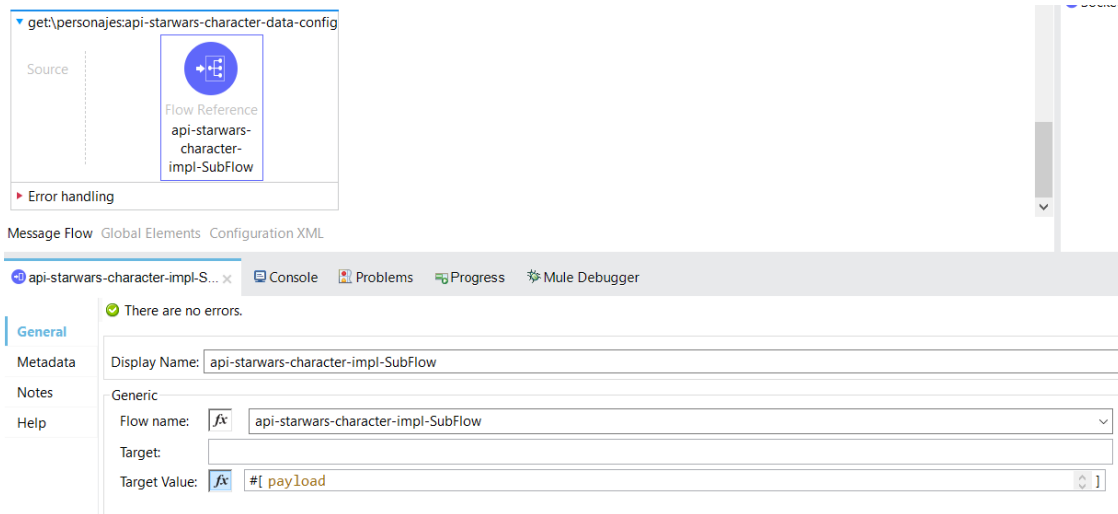 get:\personajes:api-starwars-character-data-config
Source
Flow Reference
api-starwars-
character-
impl-SubFlow
Error handling
Message Flow Global Elements Configuration XML
api-starwars-character-impl-S... Console Problems Progress Mule Debugger
There are no errors.
General
Metadata
Notes
Help
Display Name: api-starwars-character-impl-SubFlow
Generic
Flow name: fx api-starwars-character-impl-SubFlow
Target:
Target Value: fx #[ payload ]